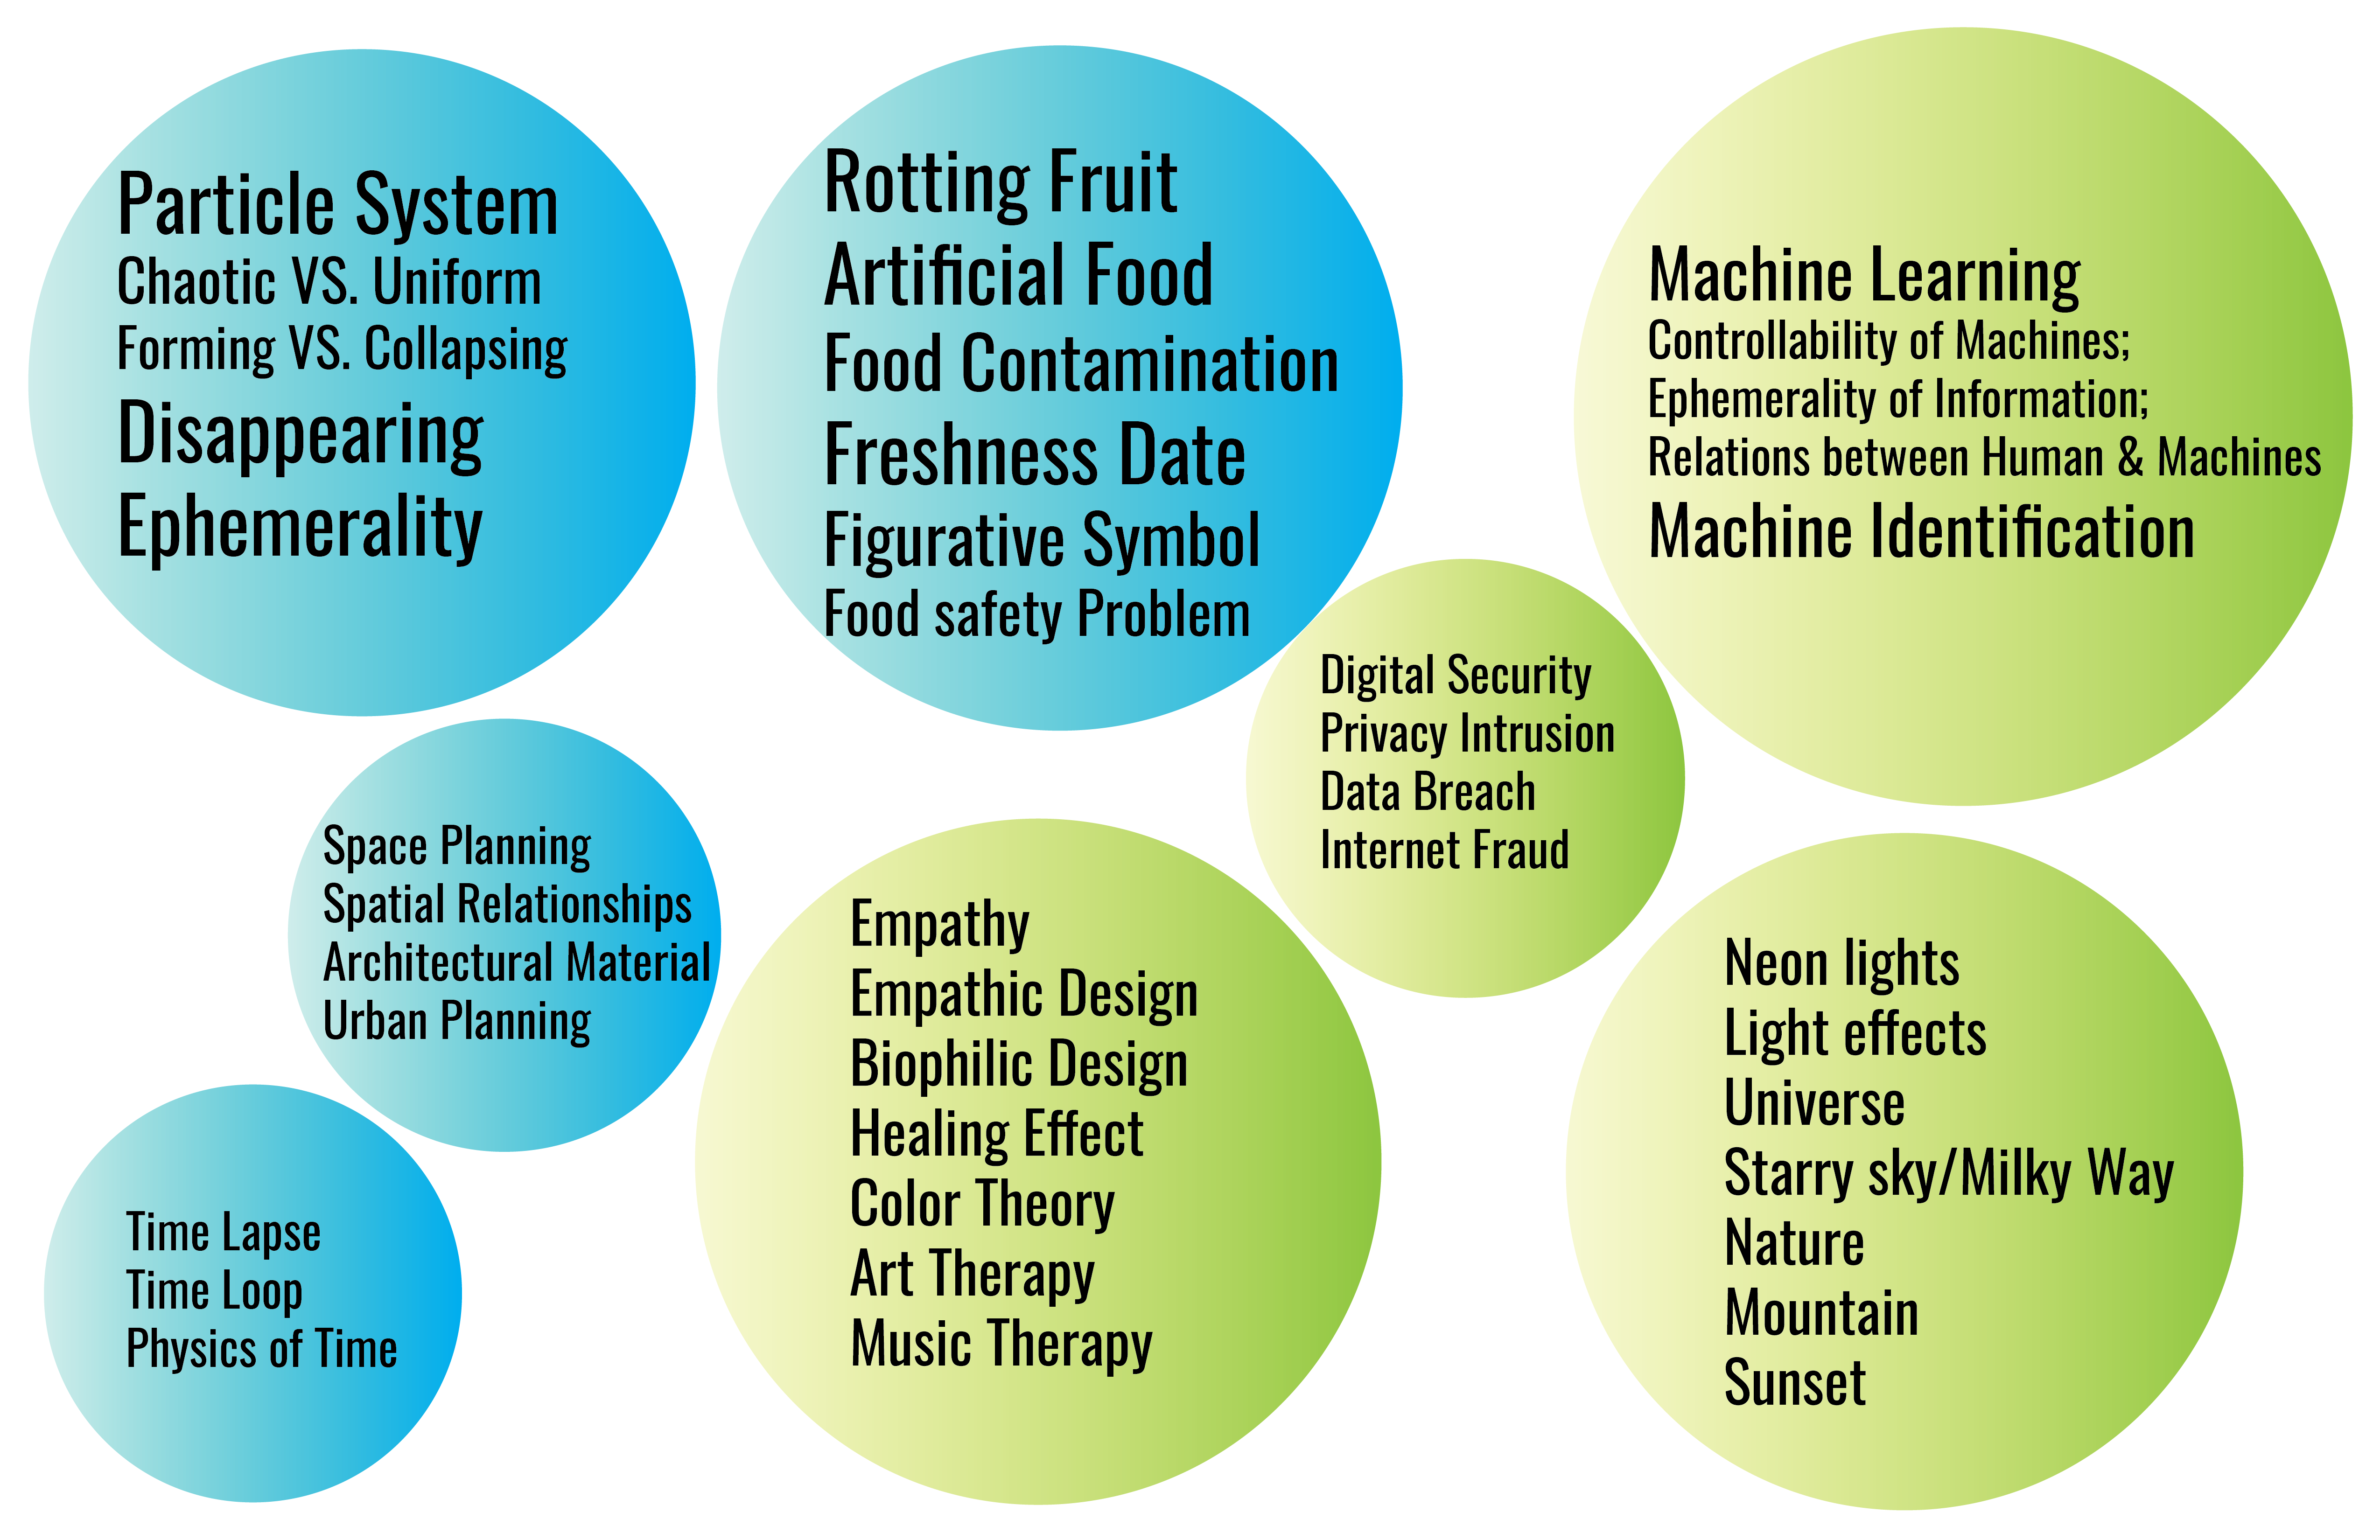 Particle System
Chaotic VS. Uniform
Forming VS. Collapsing
Disappearing
Ephemerality
Rotting Fruit
Artificial Food
Food Contamination
Freshness Date
Figurative Symbol
Food safety Problem
Machine Learning
Controllability of Machines;
Ephemerality of Information;
Relations between Human & Machines
Machine Identification
Digital Security
Privacy Intrusion
Data Breach
Internet Fraud
Space Planning
Spatial Relationships
Architectural Material
Urban Planning
Empathy
Empathic Design
Biophilic Design
Healing Effect
Color Theory
Art Therapy
Music Therapy
Neon lights
Light effects
Universe
Starry sky/Milky Way
Nature
Mountain
Sunset
Time Lapse
Time Loop
Physics of Time